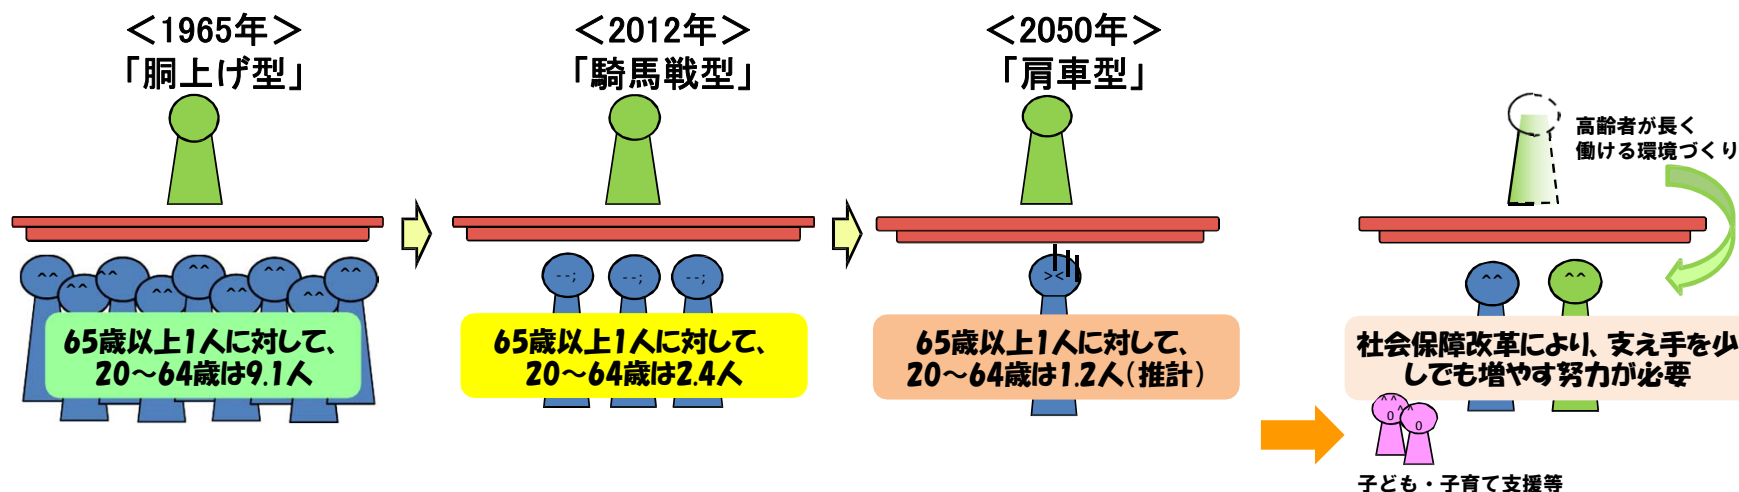 ＜1965年＞
「胴上げ型」
65歳以上1人に対して、
20～64歳は9.1人
＜2012年＞
「騎馬戦型」
65歳以上1人に対して、
20～64歳は2.4人
＜2050年＞
「肩車型」
65歳以上1人に対して、
20～64歳は1.2人（推計）
高齢者が長く
働ける環境づくり
社会保障改革により、支え手を少
しでも増やす努力が必要
子ども・子育て支援等